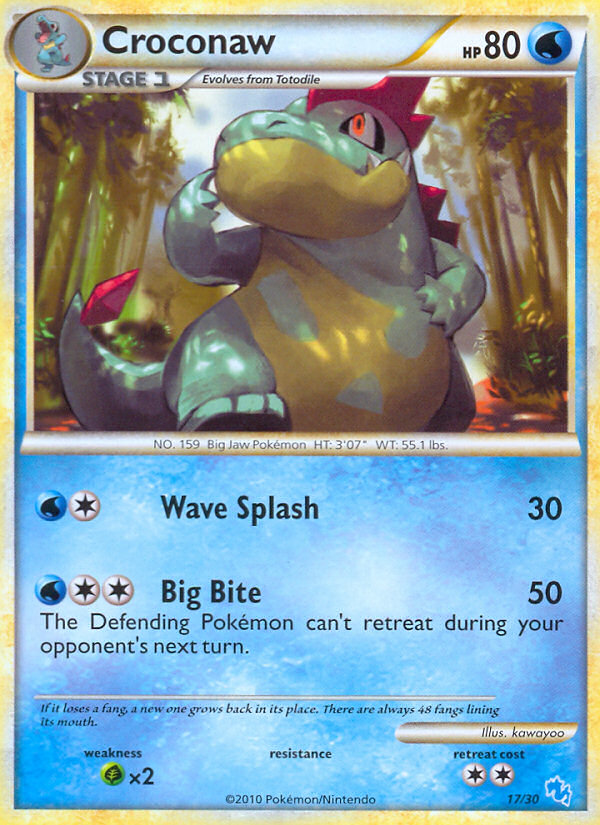 Croconaw
HP 80
STAGE 1
Evolves from Totodile
NO. 159 Big Jaw Pokémon HT: 3'07" WT: 55.1 lbs.
Wave Splash 30
Big Bite 50
The Defending Pokémon can't retreat during your
opponent's next turn.
If it loses a fang, a new one grows back in its place. There are always 48 fangs lining
its mouth.
Illus. kawayoo
weakness resistance retreat cost
×2
©2010 Pokémon/Nintendo 17/30